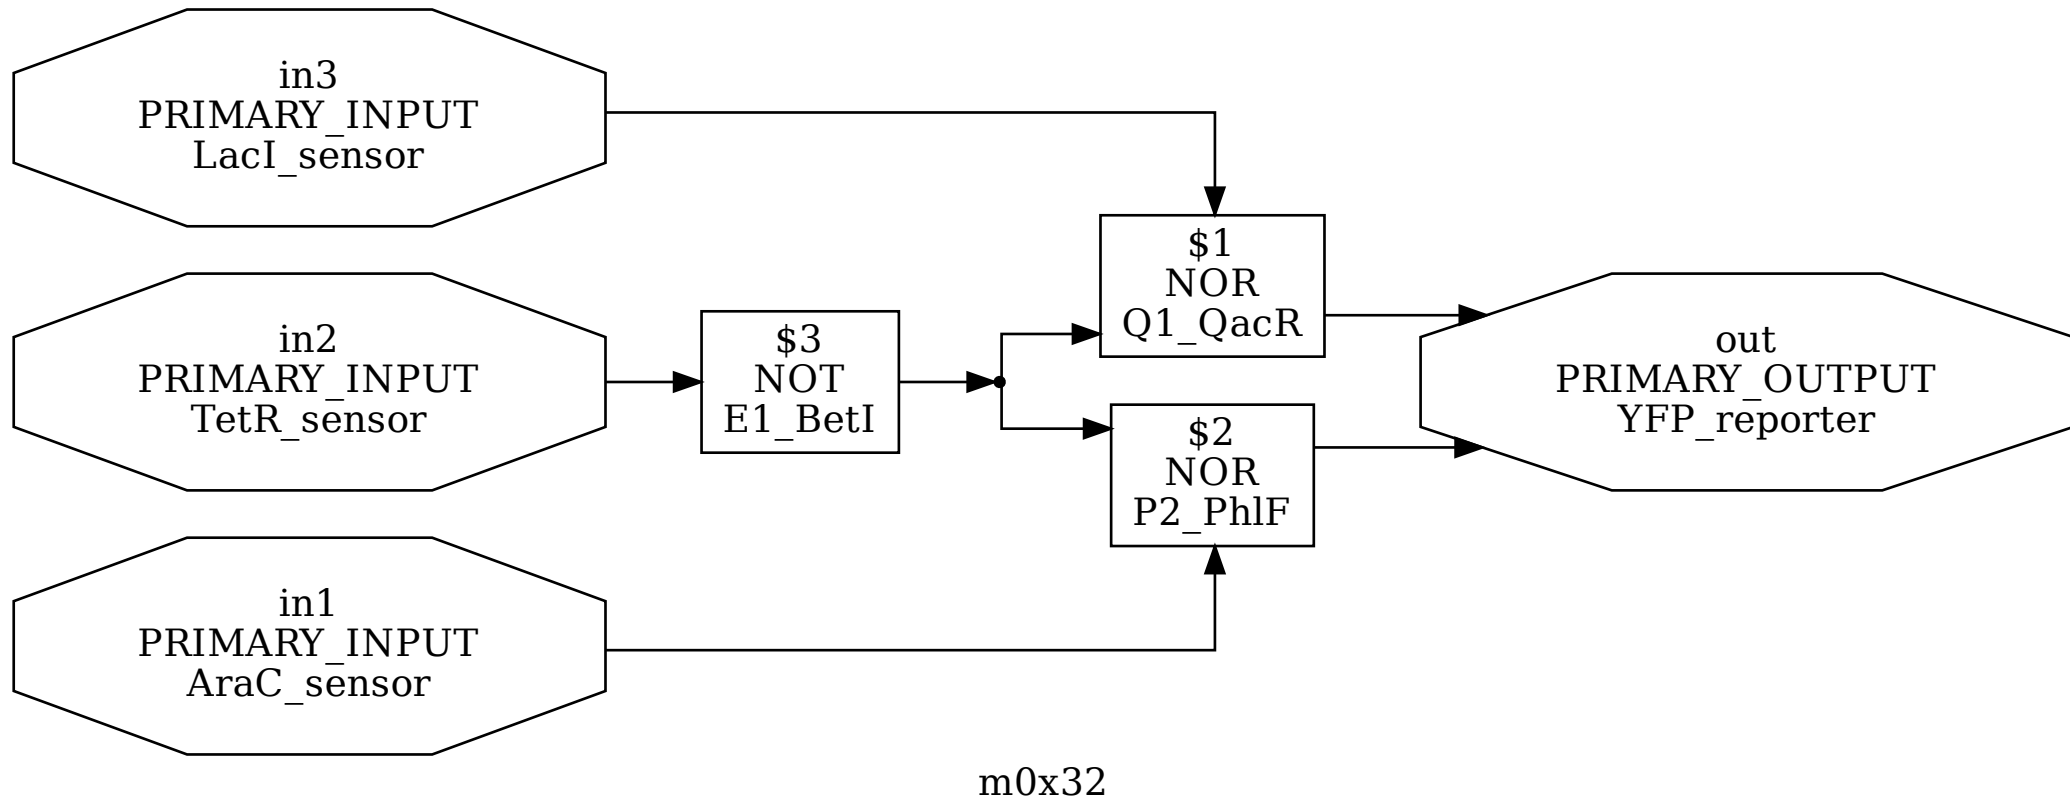 in3
PRIMARY_INPUT
LacI_sensor
in2
PRIMARY_INPUT
TetR_sensor
in1
PRIMARY_INPUT
AraC_sensor
$3
NOT
E1_BetI
$1
NOR
Q1_QacR
$2
NOR
P2_PhlF
out
PRIMARY_OUTPUT
YFP_reporter
m0x32